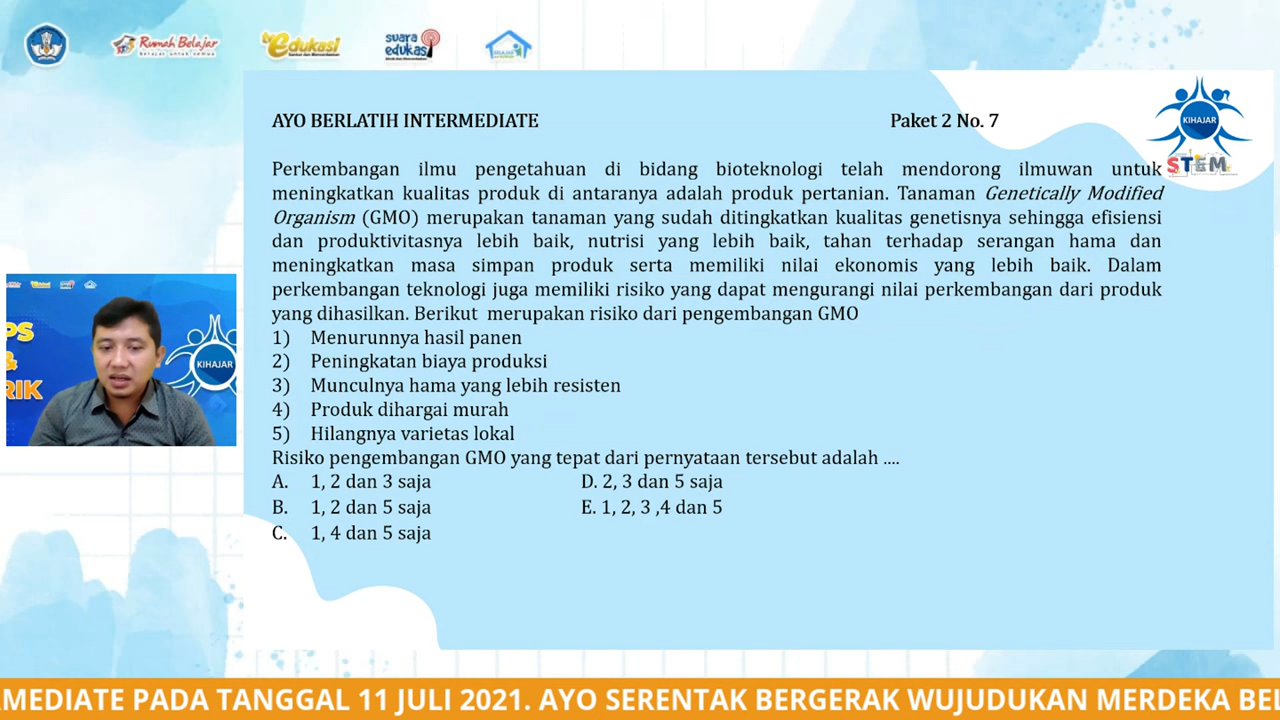 Rumah Belajar
tv Edukasi
suara
edukasi
AYO BERLATIH INTERMEDIATE
Paket 2 No. 7
KIHAJAR
STEM
Perkembangan ilmu pengetahuan di bidang bioteknologi telah mendorong ilmuwan untuk
meningkatkan kualitas produk di antaranya adalah produk pertanian. Tanaman Genetically Modified
Organism (GMO) merupakan tanaman yang sudah ditingkatkan kualitas genetisnya sehingga efisiensi
dan produktivitasnya lebih baik, nutrisi yang lebih baik, tahan terhadap serangan hama dan
meningkatkan masa simpan produk serta memiliki nilai ekonomis yang lebih baik. Dalam
perkembangan teknologi juga memiliki risiko yang dapat mengurangi nilai perkembangan dari produk
yang dihasilkan. Berikut merupakan risiko dari pengembangan GMO
1) Menurunnya hasil panen
2) Peningkatan biaya produksi
3) Munculnya hama yang lebih resisten
4) Produk dihargai murah
5) Hilangnya varietas lokal
Risiko pengembangan GMO yang tepat dari pernyataan tersebut adalah ....
A. 1, 2 dan 3 saja
D. 2, 3 dan 5 saja
B. 1, 2 dan 5 saja
E. 1, 2, 3 ,4 dan 5
C. 1, 4 dan 5 saja
PS
&
RIK
KIHAJAR
RMEDIATE PADA TANGGAL 11 JULI 2021. AYO SERENTAK BERGERAK WUJUDUKAN MERDEKA BEL